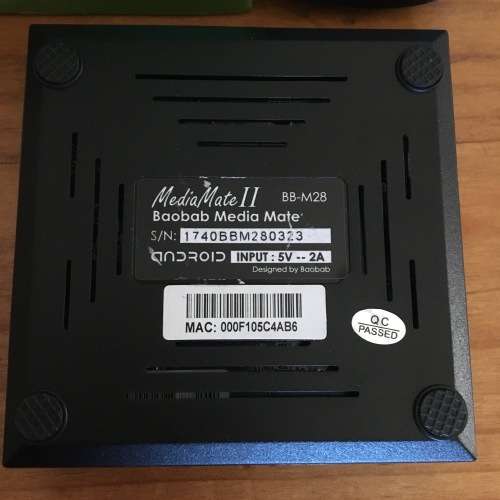 MediaMate II BB-M28
Baobab Media Mate
S/N: 1740BBM280323
ANDROID INPUT : 5V -- 2A
Designed by Baobab
MAC: 000F105C4AB6
QC
PASSED